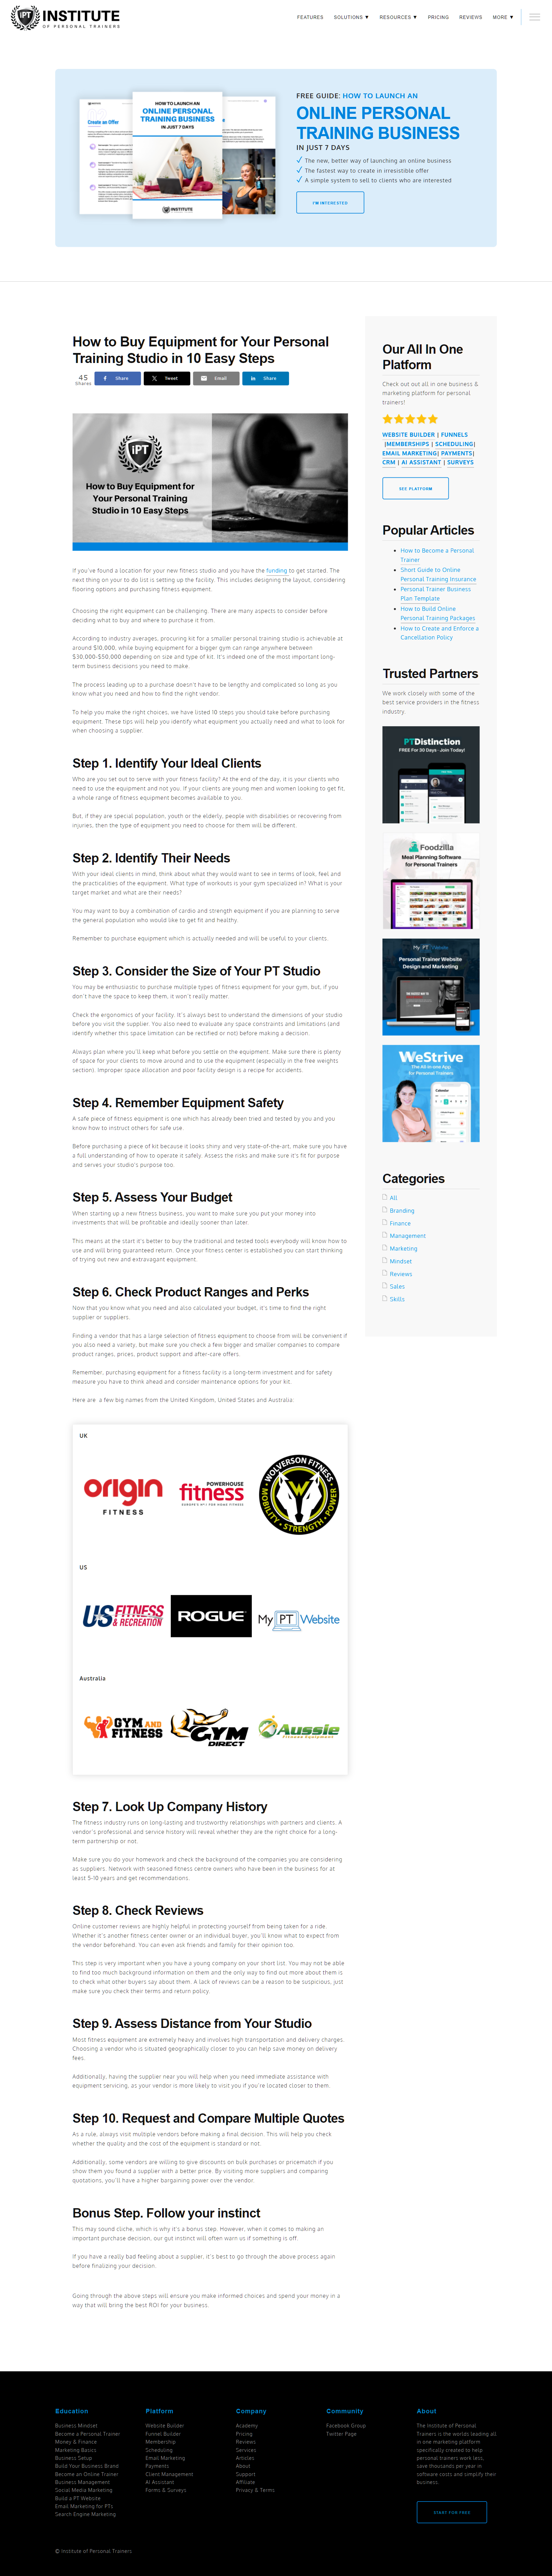 INSTITUTE
OF PERSONAL TRAINERS
FEATURES
SOLUTIONS ▼
RESOURCES ▼
PRICING
REVIEWS
MORE ▼
HOW TO LAUNCH AN
ONLINE PERSONAL
TRAINING BUSINESS
IN JUST 7 DAYS
Create an Offer
INSTITUTE
FREE GUIDE: HOW TO LAUNCH AN
ONLINE PERSONAL
TRAINING BUSINESS
IN JUST 7 DAYS
The new, better way of launching an online business
The fastest way to create in irresistible offer
A simple system to sell to clients who are interested
I'M INTERESTED
How to Buy Equipment for Your Personal
Training Studio in 10 Easy Steps
45
Shares
Share
Tweet
Email
Share
IPT
How to Buy Equipment for
Your Personal Training
Studio in 10 Easy Steps
If you've found a location for your new fitness studio and you have the funding to get started. The
next thing on your to do list is setting up the facility. This includes designing the layout, considering
flooring options and purchasing fitness equipment.
Choosing the right equipment can be challenging. There are many aspects to consider before
deciding what to buy and where to purchase it from.
According to industry averages, procuring kit for a smaller personal training studio is achievable at
around $10,000, while buying equipment for a bigger gym can range anywhere between
$30,000-$50,000 depending on size and type of kit. It's indeed one of the most important long-
term business decisions you need to make.
The process leading up to a purchase doesn't have to be lengthy and complicated so long as you
know what you need and how to find the right vendor.
To help you make the right choices, we have listed 10 steps you should take before purchasing
equipment. These tips will help you identify what equipment you actually need and what to look for
when choosing a supplier.
Step 1. Identify Your Ideal Clients
Who are you set out to serve with your fitness facility? At the end of the day, it is your clients who
need to use the equipment and not you. If your clients are young men and women looking to get fit,
a whole range of fitness equipment becomes available to you.
But, if they are special population, youth or the elderly, people with disabilities or recovering from
injuries, then the type of equipment you need to choose for them will be different.
Step 2. Identify Their Needs
With your ideal clients in mind, think about what they would want to see in terms of look, feel and
the practicalities of the equipment. What type of workouts is your gym specialized in? What is your
target market and what are their needs?
You may want to buy a combination of cardio and strength equipment if you are planning to serve
the general population who would like to get fit and healthy.
Remember to purchase equipment which is actually needed and will be useful to your clients.
Step 3. Consider the Size of Your PT Studio
You may be enthusiastic to purchase multiple types of fitness equipment for your gym, but, if you
don't have the space to keep them, it won't really matter.
Check the ergonomics of your facility. It's always best to understand the dimensions of your studio
before you visit the supplier. You also need to evaluate any space constraints and limitations (and
identify whether this space limitation can be rectified or not) before making a decision.
Always plan where you'll keep what before you settle on the equipment. Make sure there is plenty
of space for your clients to move around and to use the equipment (especially in the free weights
section). Improper space allocation and poor facility design is a recipe for accidents.
Step 4. Remember Equipment Safety
A safe piece of fitness equipment is one which has already been tried and tested by you and you
know how to instruct others for safe use.
Before purchasing a piece of kit because it looks shiny and very state-of-the-art, make sure you have
a full understanding of how to operate it safely. Assess the risks and make sure it's fit for purpose
and serves your studio's purpose too.
Step 5. Assess Your Budget
When starting up a new fitness business, you want to make sure you put your money into
investments that will be profitable and ideally sooner than later.
This means at the start it's better to buy the traditional and tested tools everybody will know how to
use and will bring guaranteed return. Once your fitness center is established you can start thinking
of trying out new and extravagant equipment.
Step 6. Check Product Ranges and Perks
Now that you know what you need and also calculated your budget, it's time to find the right
supplier or suppliers.
Finding a vendor that has a large selection of fitness equipment to choose from will be convenient if
you also need a variety, but make sure you check a few bigger and smaller companies to compare
product ranges, prices, product support and after-care offers.
Remember, purchasing equipment for a fitness facility is a long-term investment and for safety
measure you have to think ahead and consider maintenance options for your kit.
Here are a few big names from the United Kingdom, United States and Australia:
UK
origin
FITNESS
POWERHOUSE
fitness
EUROPE'S Nº1 FOR HOME FITNESS
WOLVERSON FITNESS
MOBILITY • STRENGTH • POWER
US
US FITNESS
& RECREATION
ROGUE
My PT Website
Australia
GYM AND
FITNESS
GYM
DIRECT
Aussie
Fitness Equipment
Step 7. Look Up Company History
The fitness industry runs on long-lasting and trustworthy relationships with partners and clients. A
vendor's professional and service history will reveal whether they are the right choice for a long-
term partnership or not.
Make sure you do your homework and check the background of the companies you are considering
as suppliers. Network with seasoned fitness centre owners who have been in the business for at
least 5-10 years and get recommendations.
Step 8. Check Reviews
Online customer reviews are highly helpful in protecting yourself from being taken for a ride.
Whether it's another fitness center owner or an individual buyer, you'll know what to expect from
the vendor beforehand. You can even ask friends and family for their opinion too.
This step is very important when you have a young company on your short list. You may not be able
to find too much background information on them and the only way to find out more about them is
to check what other buyers say about them. A lack of reviews can be a reason to be suspicious, just
make sure you check their terms and return policy.
Step 9. Assess Distance from Your Studio
Most fitness equipment are extremely heavy and involves high transportation and delivery charges.
Choosing a vendor who is situated geographically closer to you can help save money on delivery
fees.
Additionally, having the supplier near you will help when you need immediate assistance with
equipment servicing, as your vendor is more likely to visit you if you're located closer to them.
Step 10. Request and Compare Multiple Quotes
As a rule, always visit multiple vendors before making a final decision. This will help you check
whether the quality and the cost of the equipment is standard or not.
Additionally, some vendors are willing to give discounts on bulk purchases or pricematch if you
show them you found a supplier with a better price. By visiting more suppliers and comparing
quotations, you'll have a higher bargaining power over the vendor.
Bonus Step. Follow your instinct
This may sound cliche, which is why it's a bonus step. However, when it comes to making an
important purchase decision, our gut instinct will often warn us if something is off.
If you have a really bad feeling about a supplier, it's best to go through the above process again
before finalizing your decision.
Going through the above steps will ensure you make informed choices and spend your money in a
way that will bring the best ROI for your business.
Our All In One
Platform
Check out out all in one business &
marketing platform for personal
trainers!
WEBSITE BUILDER | FUNNELS
|MEMBERSHIPS | SCHEDULING|
EMAIL MARKETING| PAYMENTS|
CRM | AI ASSISTANT | SURVEYS
SEE PLATFORM
Popular Articles
How to Become a Personal
Trainer
Short Guide to Online
Personal Training Insurance
Personal Trainer Business
Plan Template
How to Build Online
Personal Training Packages
How to Create and Enforce a
Cancellation Policy
Trusted Partners
We work closely with some of the
best service providers in the fitness
industry.
PTDistinction
FREE For 30 Days - Join Today!
Foodzilla
Meal Planning Software
for Personal Trainers
My PT Website
Personal Trainer Website
Design and Marketing
WeStrive
The All-in-one App
for Personal Trainers
Categories
All
Branding
Finance
Management
Marketing
Mindset
Reviews
Sales
Skills
Education
Business Mindset
Become a Personal Trainer
Money & Finance
Marketing Basics
Business Setup
Build Your Business Brand
Become an Online Trainer
Business Management
Social Media Marketing
Build a PT Website
Email Marketing for PTs
Search Engine Marketing
Platform
Website Builder
Funnel Builder
Membership
Scheduling
Email Marketing
Payments
Client Management
AI Assistant
Forms & Surveys
Company
Academy
Pricing
Reviews
Services
Articles
About
Support
Affiliate
Privacy & Terms
Community
Facebook Group
Twitter Page
About
The Institute of Personal
Trainers is the worlds leading all
in one marketing platform
specifically created to help
personal trainers work less,
save thousands per year in
software costs and simplify their
business.
START FOR FREE
© Institute of Personal Trainers